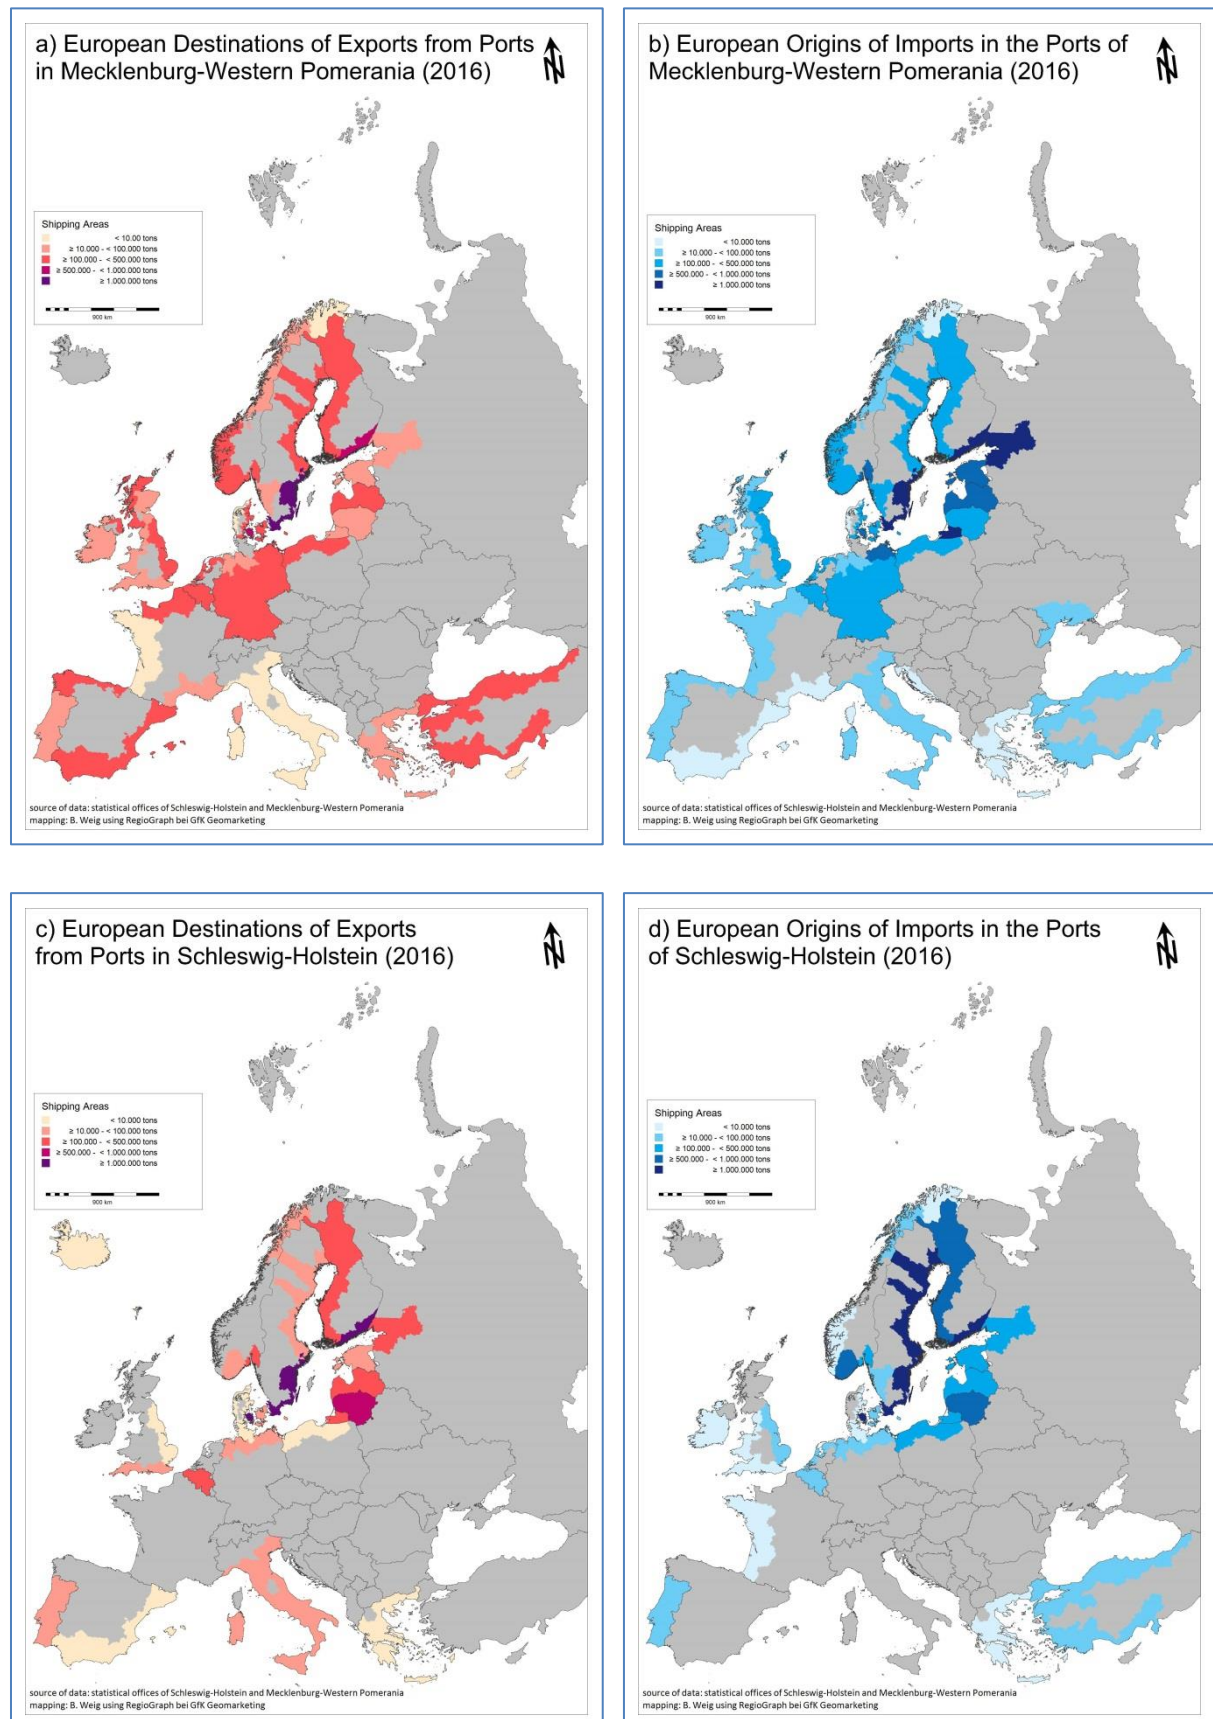 a) European Destinations of Exports from Ports
in Mecklenburg-Western Pomerania (2016)
N
Shipping Areas
< 10.00 tons
≥ 10.000 - < 100.000 tons
≥ 100.000 - < 500.000 tons
≥ 500.000 - < 1.000.000 tons
≥ 1.000.000 tons
900 km
source of data: statistical offices of Schleswig-Holstein and Mecklenburg-Western Pomerania
mapping: B. Weig using RegioGraph bei GfK Geomarketing
b) European Origins of Imports in the Ports of
Mecklenburg-Western Pomerania (2016)
N
Shipping Areas
< 10.000 tons
≥ 10.000 - < 100.000 tons
≥ 100.000 - < 500.000 tons
≥ 500.000 - < 1.000.000 tons
≥ 1.000.000 tons
900 km
source of data: statistical offices of Schleswig-Holstein and Mecklenburg-Western Pomerania
mapping: B. Weig using RegioGraph bei GfK Geomarketing
c) European Destinations of Exports
from Ports in Schleswig-Holstein (2016)
N
Shipping Areas
< 10.000 tons
≥ 10.000 - < 100.000 tons
≥ 100.000 - < 500.000 tons
≥ 500.000 - < 1.000.000 tons
≥ 1.000.000 tons
900 km
source of data: statistical offices of Schleswig-Holstein and Mecklenburg-Western Pomerania
mapping: B. Weig using RegioGraph bei GfK Geomarketing
d) European Origins of Imports in the Ports
of Schleswig-Holstein (2016)
N
Shipping Areas
< 10.000 tons
≥ 10.000 - < 100.000 tons
≥ 100.000 - < 500.000 tons
≥ 500.000 - < 1.000.000 tons
≥ 1.000.000 tons
900 km
source of data: statistical offices of Schleswig-Holstein and Mecklenburg-Western Pomerania
mapping: B. Weig using RegioGraph bei GfK Geomarketing